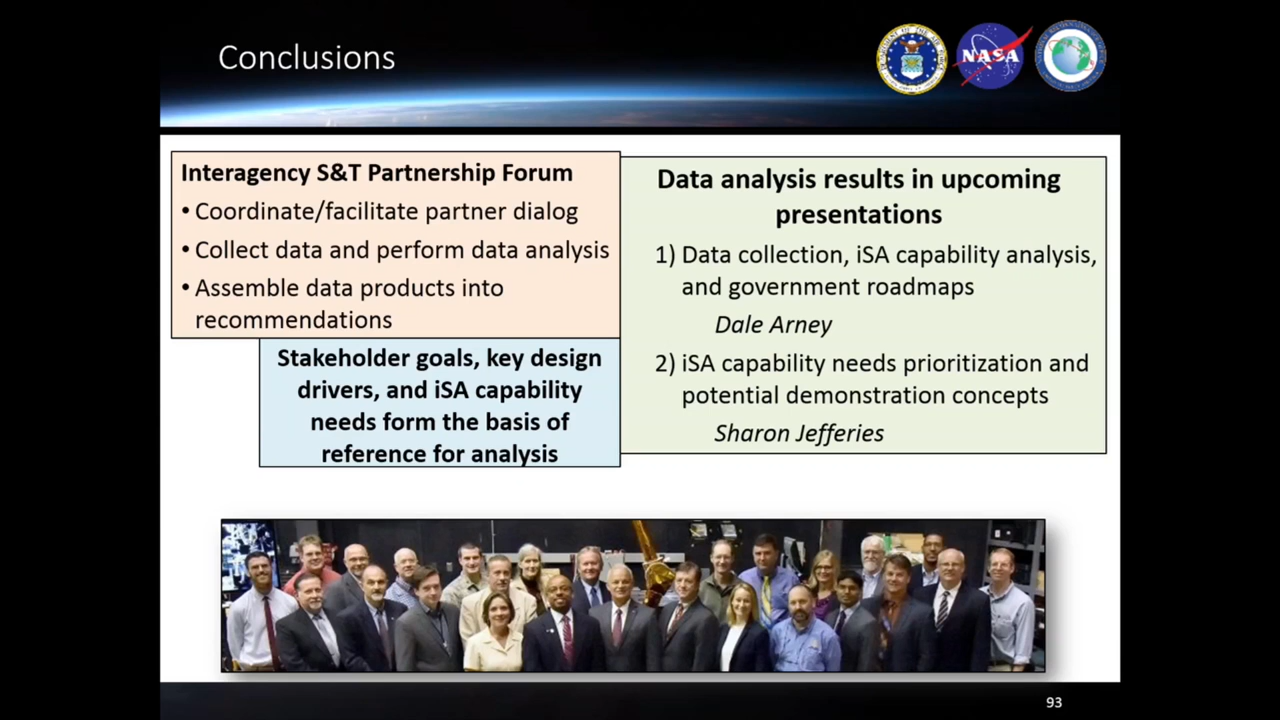 Conclusions
NASA
Interagency S&T Partnership Forum
• Coordinate/facilitate partner dialog
• Collect data and perform data analysis
• Assemble data products into
recommendations
Stakeholder goals, key design
drivers, and iSA capability
needs form the basis of
reference for analysis
Data analysis results in upcoming
presentations
1) Data collection, iSA capability analysis,
and government roadmaps
Dale Arney
2) iSA capability needs prioritization and
potential demonstration concepts
Sharon Jefferies
93